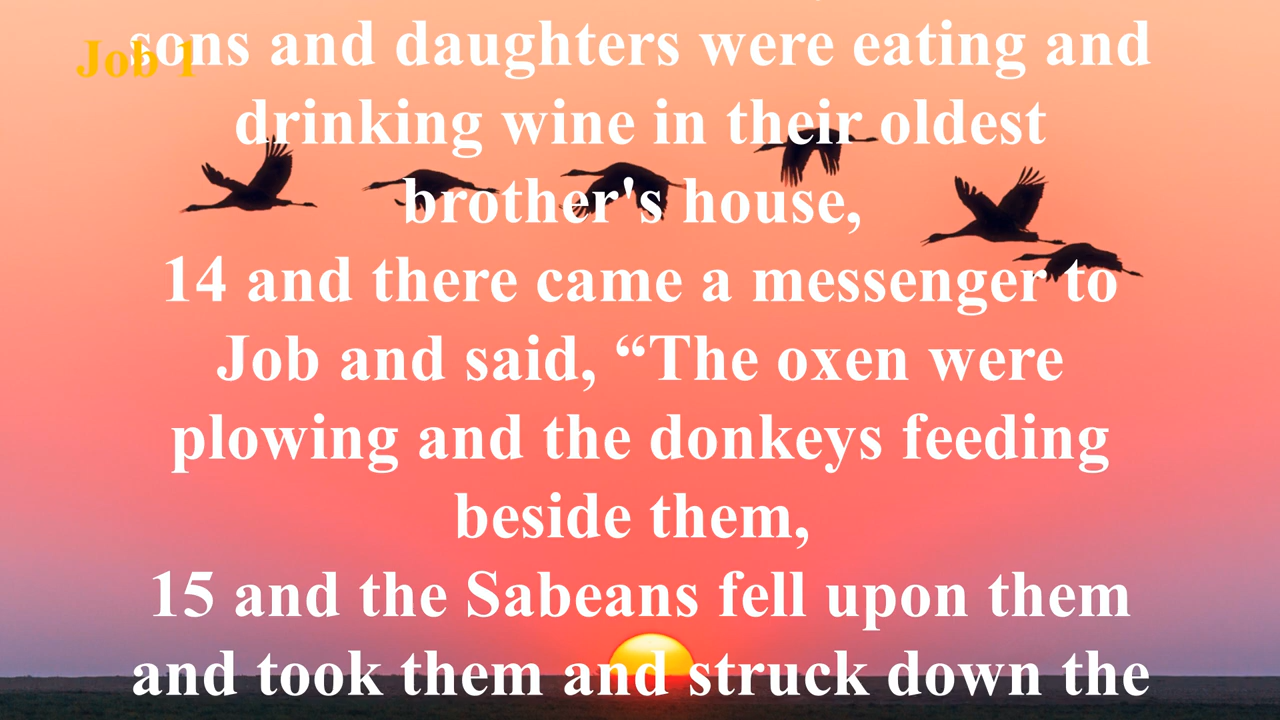 Job 1
sons and daughters were eating and
drinking wine in their oldest
brother's house,
14 and there came a messenger to
Job and said, “The oxen were
plowing and the donkeys feeding
beside them,
15 and the Sabeans fell upon them
and took them and struck down the